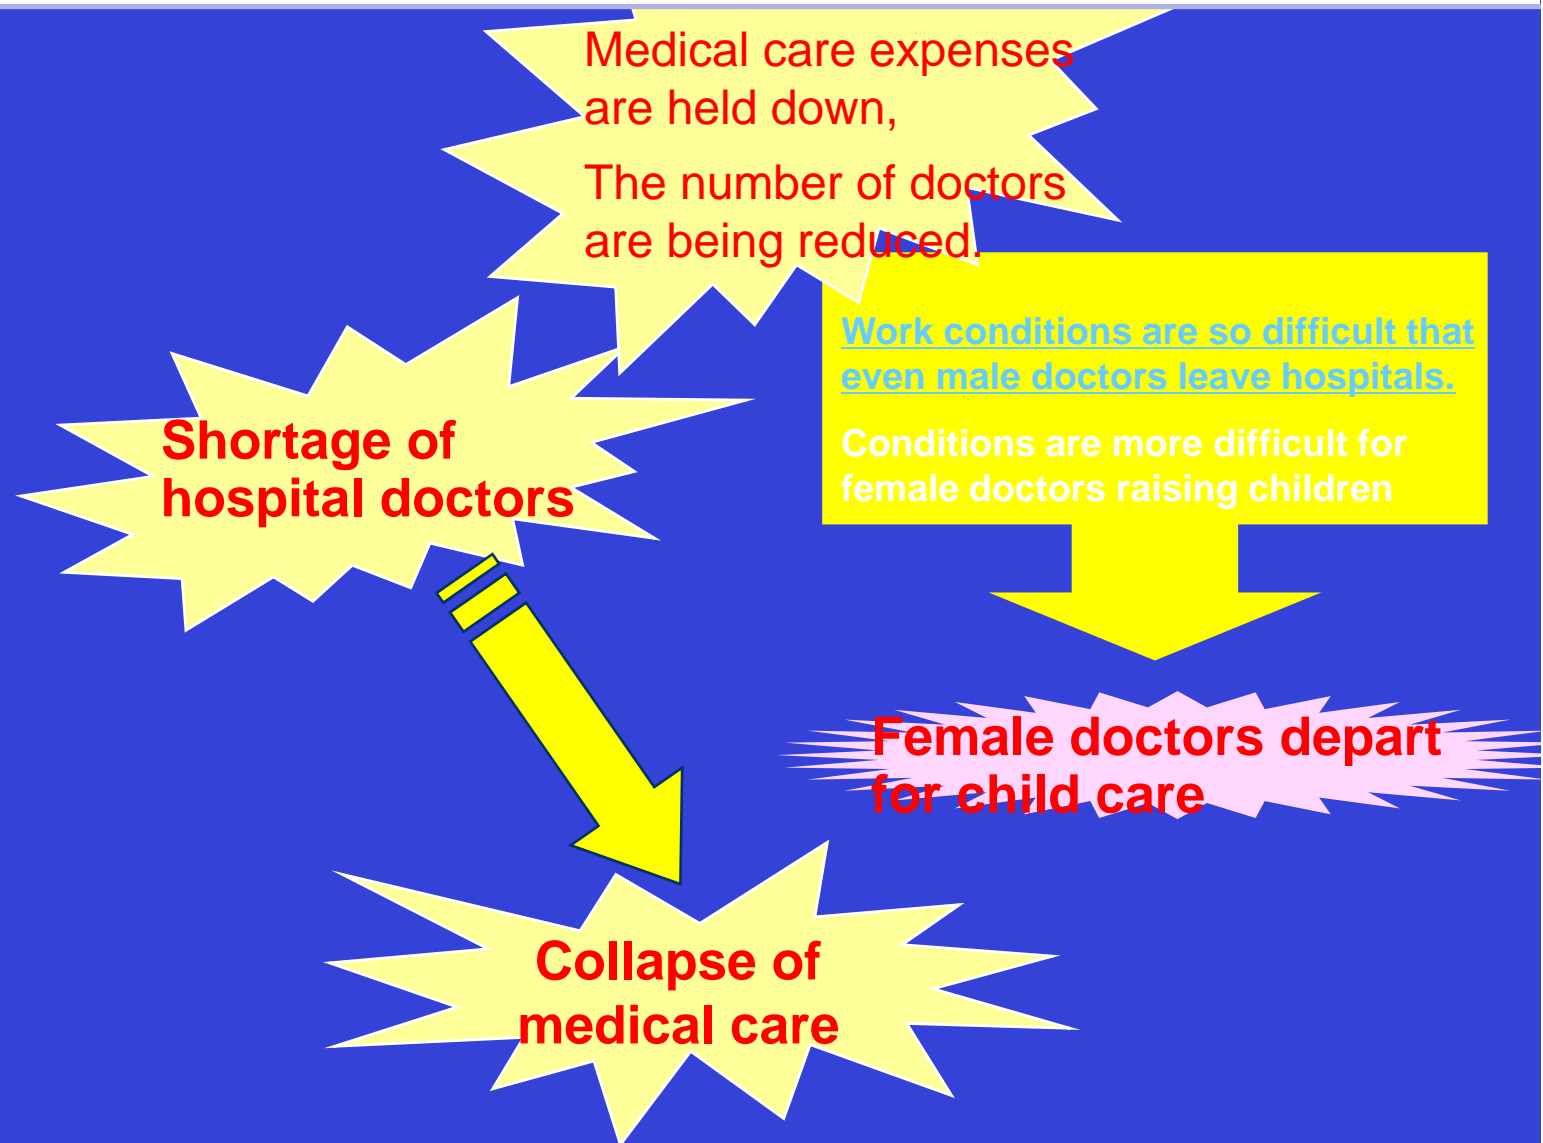 Medical care expenses
are held down,
The number of doctors
are being reduced.
Work conditions are so difficult that
even male doctors leave hospitals.
Conditions are more difficult for
female doctors raising children
Shortage of
hospital doctors
Female doctors depart
for child care
Collapse of
medical care